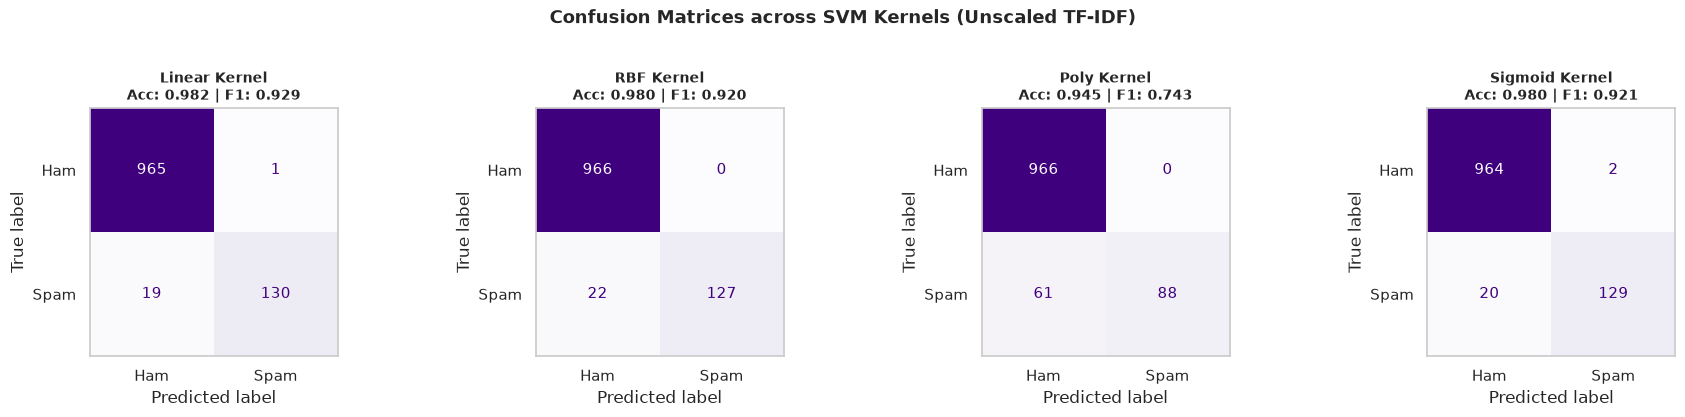 Confusion Matrices across SVM Kernels (Unscaled TF-IDF)
Linear Kernel
Acc: 0.982 | F1: 0.929
True label
Ham
965
1
Spam
19
130
Ham
Spam
Predicted label
RBF Kernel
Acc: 0.980 | F1: 0.920
True label
Ham
966
0
Spam
22
127
Ham
Spam
Predicted label
Poly Kernel
Acc: 0.945 | F1: 0.743
True label
Ham
966
0
Spam
61
88
Ham
Spam
Predicted label
Sigmoid Kernel
Acc: 0.980 | F1: 0.921
True label
Ham
964
2
Spam
20
129
Ham
Spam
Predicted label